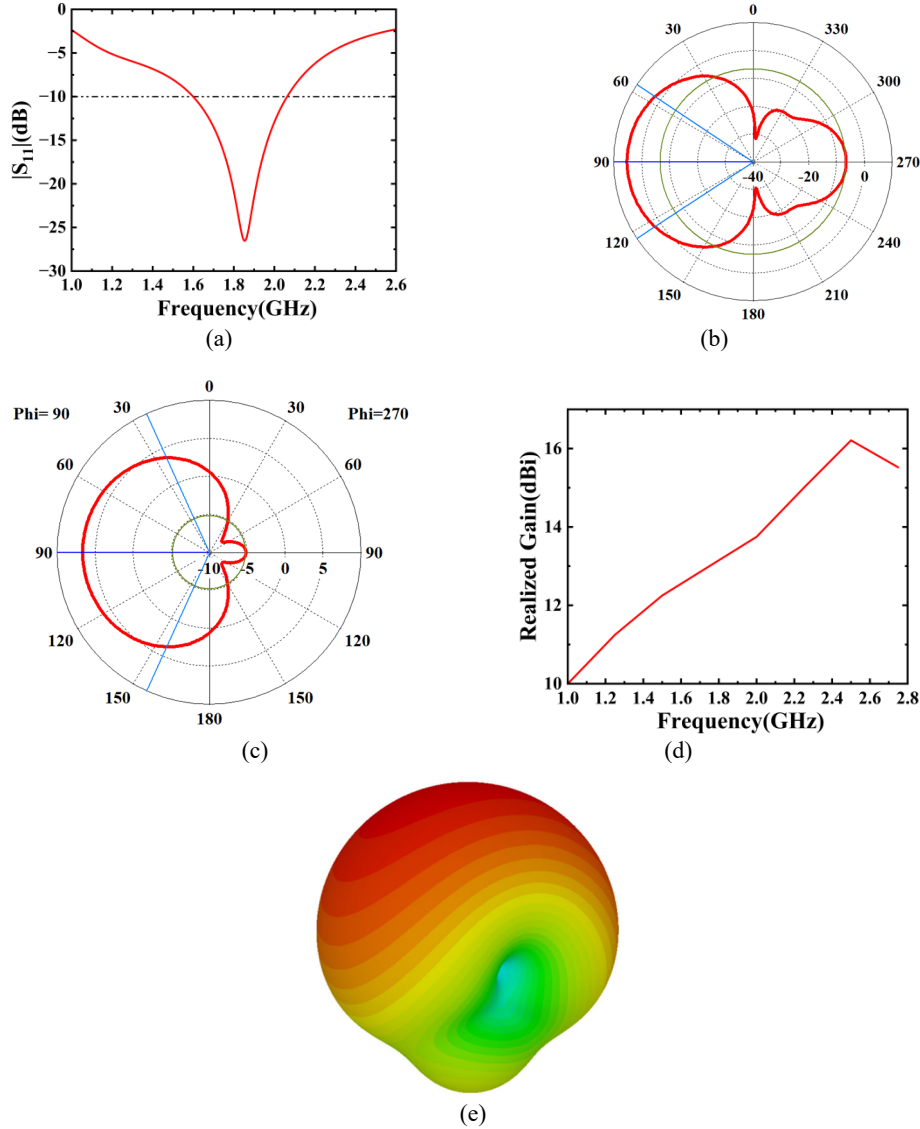 0
−5
−10
−15
−20
−25
−30
|S11|(dB)
1.0 1.2 1.4 1.6 1.8 2.0 2.2 2.4 2.6
Frequency(GHz)
(a)
0
30 330
60 300
90 -40 -20 0 270
120 240
150 210
180
(b)
0
Phi= 90 30 30 Phi=270
60 60
90 -10 -5 0 5 90
120 120
150 150
180
(c)
16
14
12
10
Realized Gain(dBi)
1.0 1.2 1.4 1.6 1.8 2.0 2.2 2.4 2.6 2.8
Frequency(GHz)
(d)
(e)